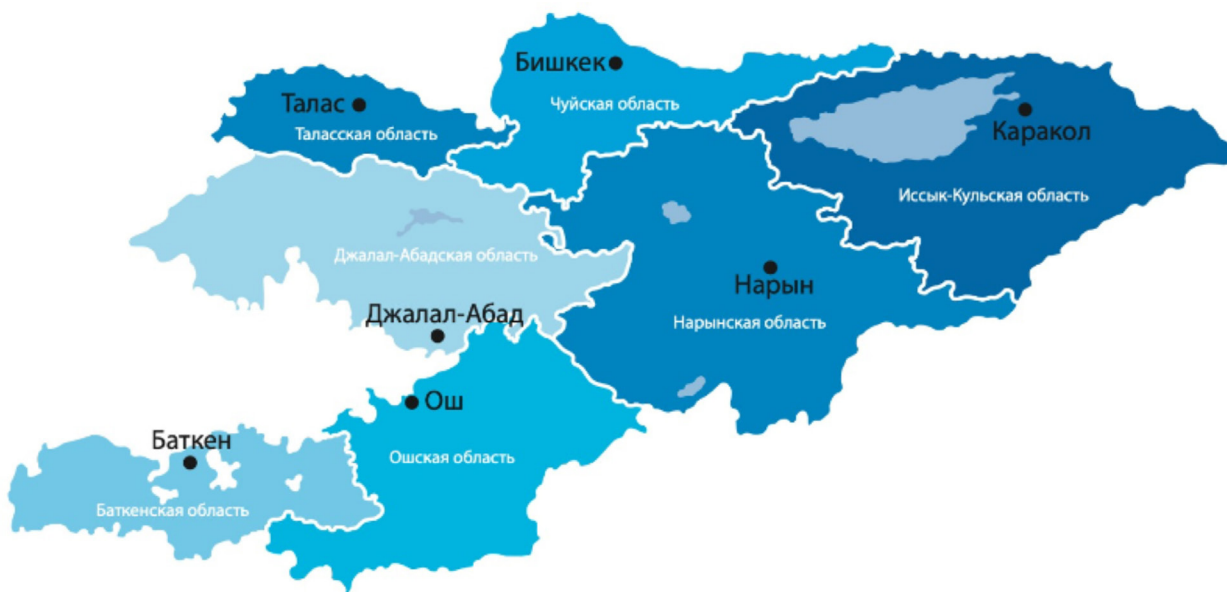 Бишкек
Чуйская область
Талас
Таласская область
Каракол
Иссык-Кульская область
Джалал-Абадская область
Джалал-Абад
Нарын
Нарынская область
Ош
Ошская область
Баткен
Баткенская область